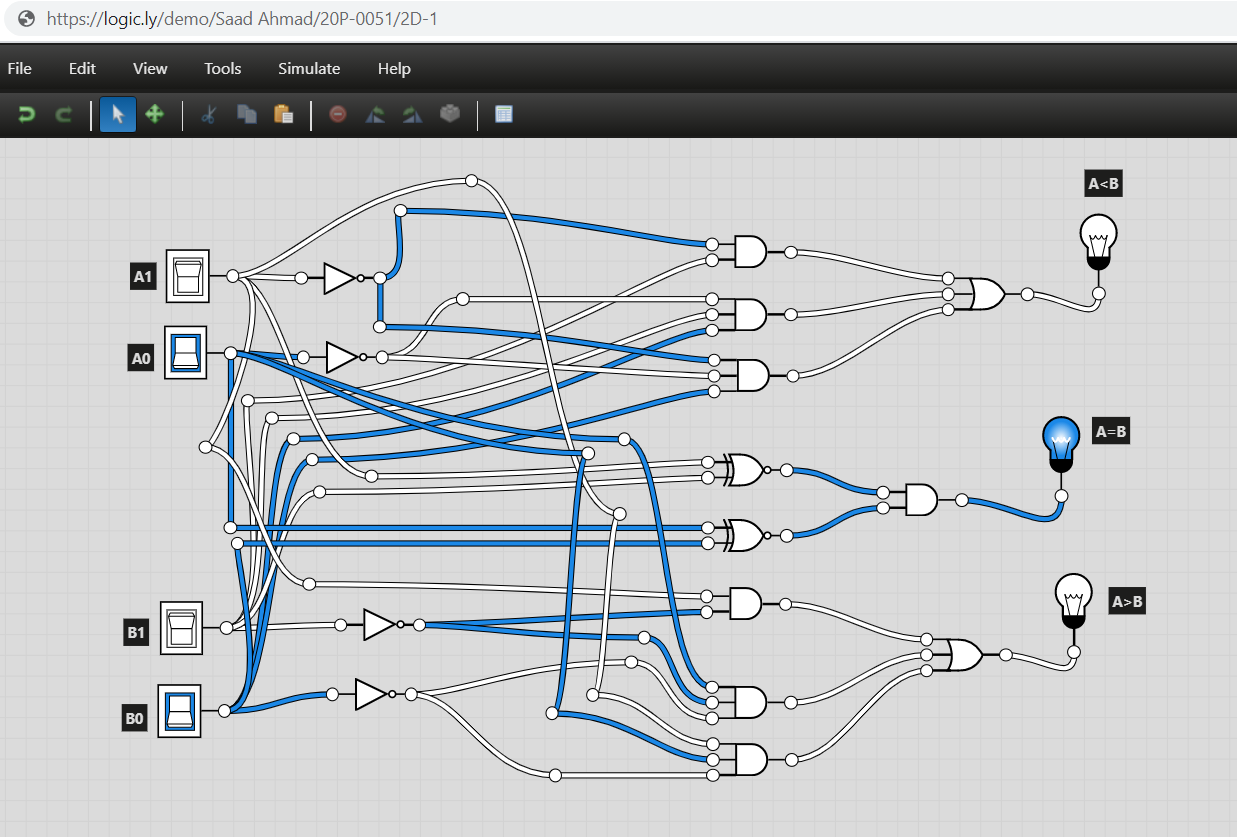 https://logic.ly/demo/Saad Ahmad/20P-0051/2D-1
File Edit View Tools Simulate Help
A<B
A1
A0
A=B
A>B
B1
B0